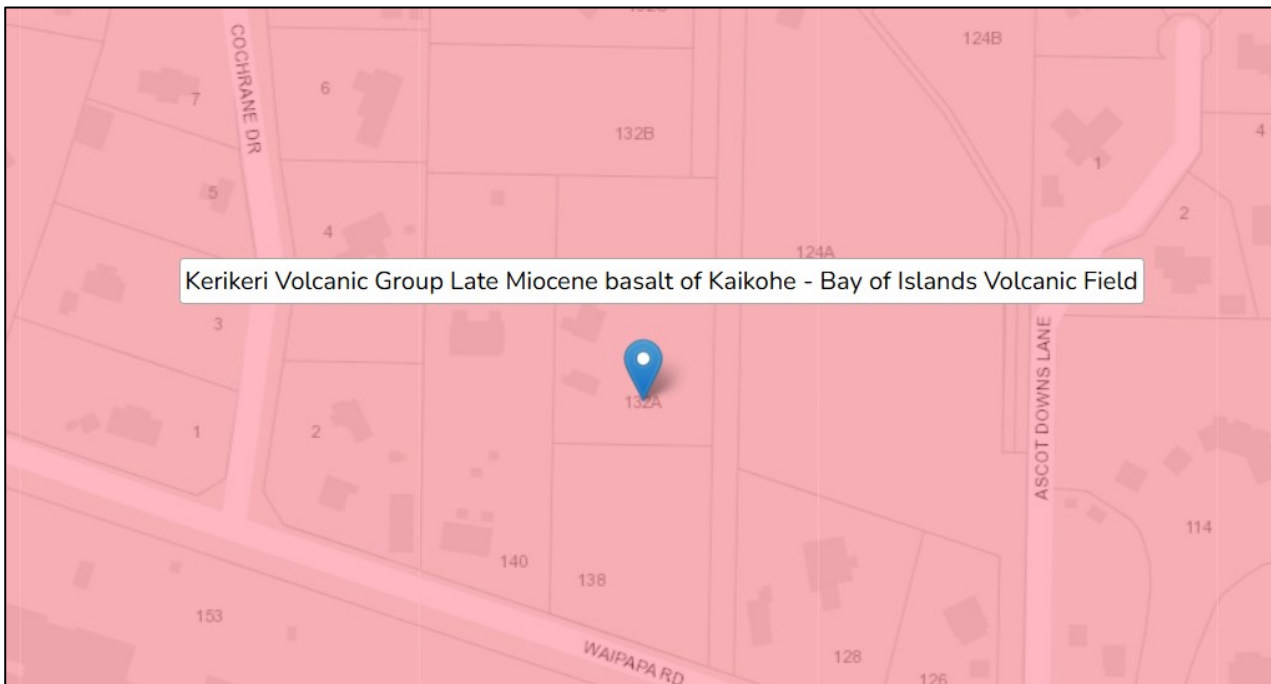 COCHRANE DR
124B
7
6
132B
4
1
5
2
4
124A
Kerikeri Volcanic Group Late Miocene basalt of Kaikohe - Bay of Islands Volcanic Field
3
132A
1
2
ASCOT DOWNS LANE
114
140
138
153
WAIPAPA RD
128
126